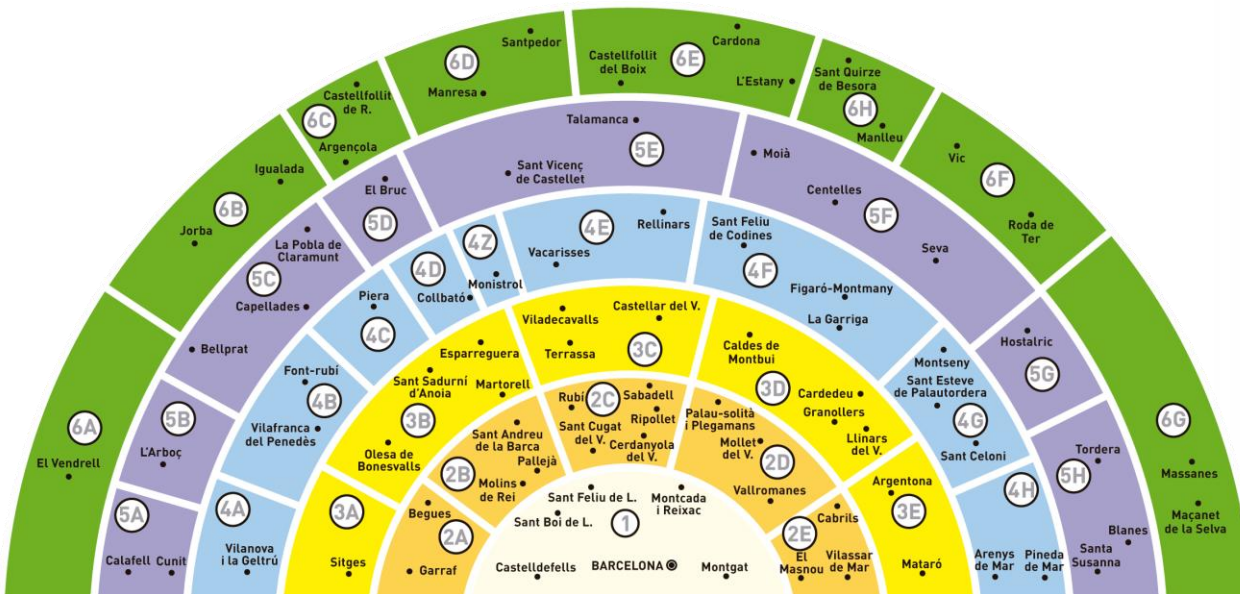 6A
El Vendrell
6B
Jorba
Igualada
6C
Castellfollit
de R.
Argençola
6D
Santpedor
Manresa
6E
Castellfollit
del Boix
Cardona
L'Estany
6H
Sant Quirze
de Besora
Manlleu
6F
Vic
Roda de
Ter
6G
Massanes
Maçanet
de la Selva
5A
Calafell
Cunit
5B
L'Arboç
5C
La Pobla de
Claramunt
Capellades
Bellprat
5D
El Bruc
5E
Talamanca
Sant Vicenç
de Castellet
5F
Moià
Centelles
Seva
5G
Hostalric
5H
Tordera
Blanes
Santa
Susanna
4A
Vilanova
i la Geltrú
4B
Font-rubí
Vilafranca
del Penedès
4C
Piera
4D
Collbató
4Z
Monistrol
4E
Rellinars
Vacarisses
4F
Sant Feliu
de Codines
Figaró-Montmany
La Garriga
4G
Montseny
Sant Esteve
de Palautordera
Sant Celoni
4H
Arenys
de Mar
Pineda
de Mar
3A
Sitges
3B
Esparreguera
Sant Sadurní
d'Anoia
Martorell
Olesa de
Bonesvalls
3C
Viladecavalls
Castellar del V.
Terrassa
3D
Caldes de
Montbui
Cardedeu
Granollers
Llinars
del V.
3E
Argentona
Mataró
2A
Begues
Garraf
2B
Sant Andreu
de la Barca
Pallejà
Molins
de Rei
2C
Rubí
Sabadell
Ripollet
Sant Cugat
del V.
Cerdanyola
del V.
2D
Palau-solità
i Plegamans
Mollet
del V.
Vallromanes
2E
Cabrils
El
Masnou
Vilassar
de Mar
1
Sant Feliu de L.
Montcada
i Reixac
Sant Boi de L.
Castelldefells
BARCELONA
Montgat